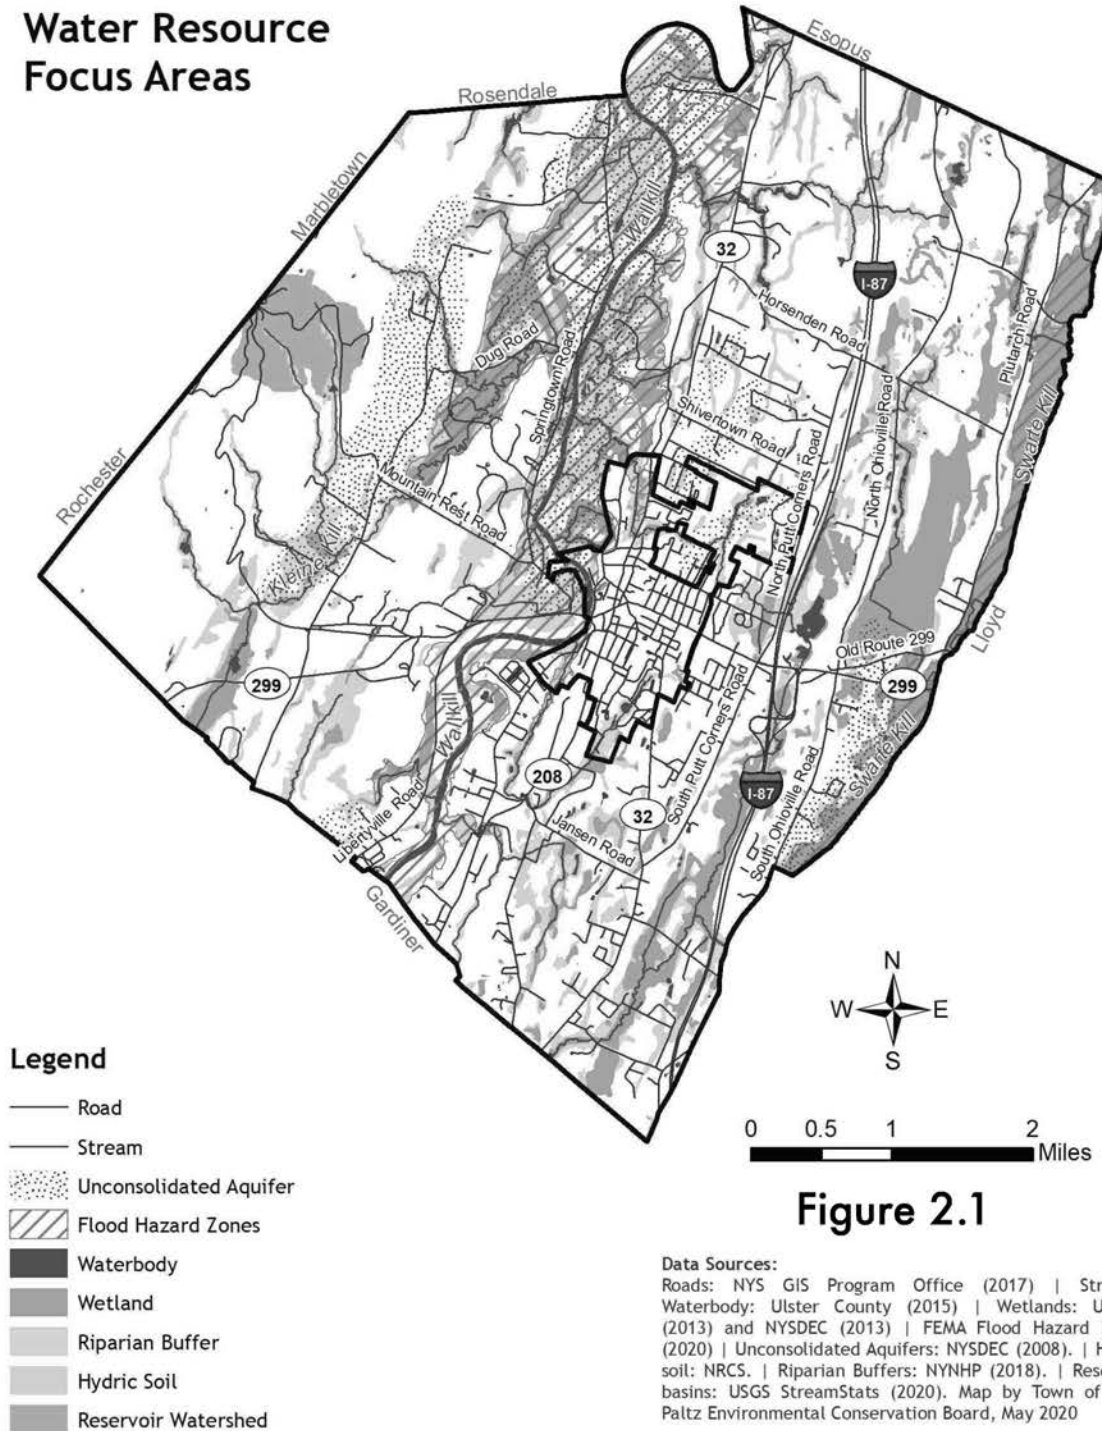 Water Resource
Focus Areas
Esopus
Rosendale
Marbletown
Rochester
Wallkill
32
I-87
Horsenden Road
Plutarch Road
Dug Road
Springtown Road
Shivertown Road
North Ohioville Road
North Putt Corners Road
Swarte Kill
Mountain Rest Road
Kleine Kill
Lloyd
Old Route 299
299
299
Wallkill
Swarte Kill
South Putt Corners Road
208
I-87
32
South Ohioville Road
Libertyville Road
Jansen Road
Gardiner
N
W
E
S
Legend
Road
Stream
Unconsolidated Aquifer
Flood Hazard Zones
Waterbody
Wetland
Riparian Buffer
Hydric Soil
Reservoir Watershed
0 0.5 1 2
Miles
Figure 2.1
Data Sources:
Roads: NYS GIS Program Office (2017) | Str
Waterbody: Ulster County (2015) | Wetlands: U
(2013) and NYSDEC (2013) | FEMA Flood Hazard
(2020) | Unconsolidated Aquifers: NYSDEC (2008). | H
soil: NRCS. | Riparian Buffers: NYNHP (2018). | Rese
basins: USGS StreamStats (2020). Map by Town of
Paltz Environmental Conservation Board, May 2020